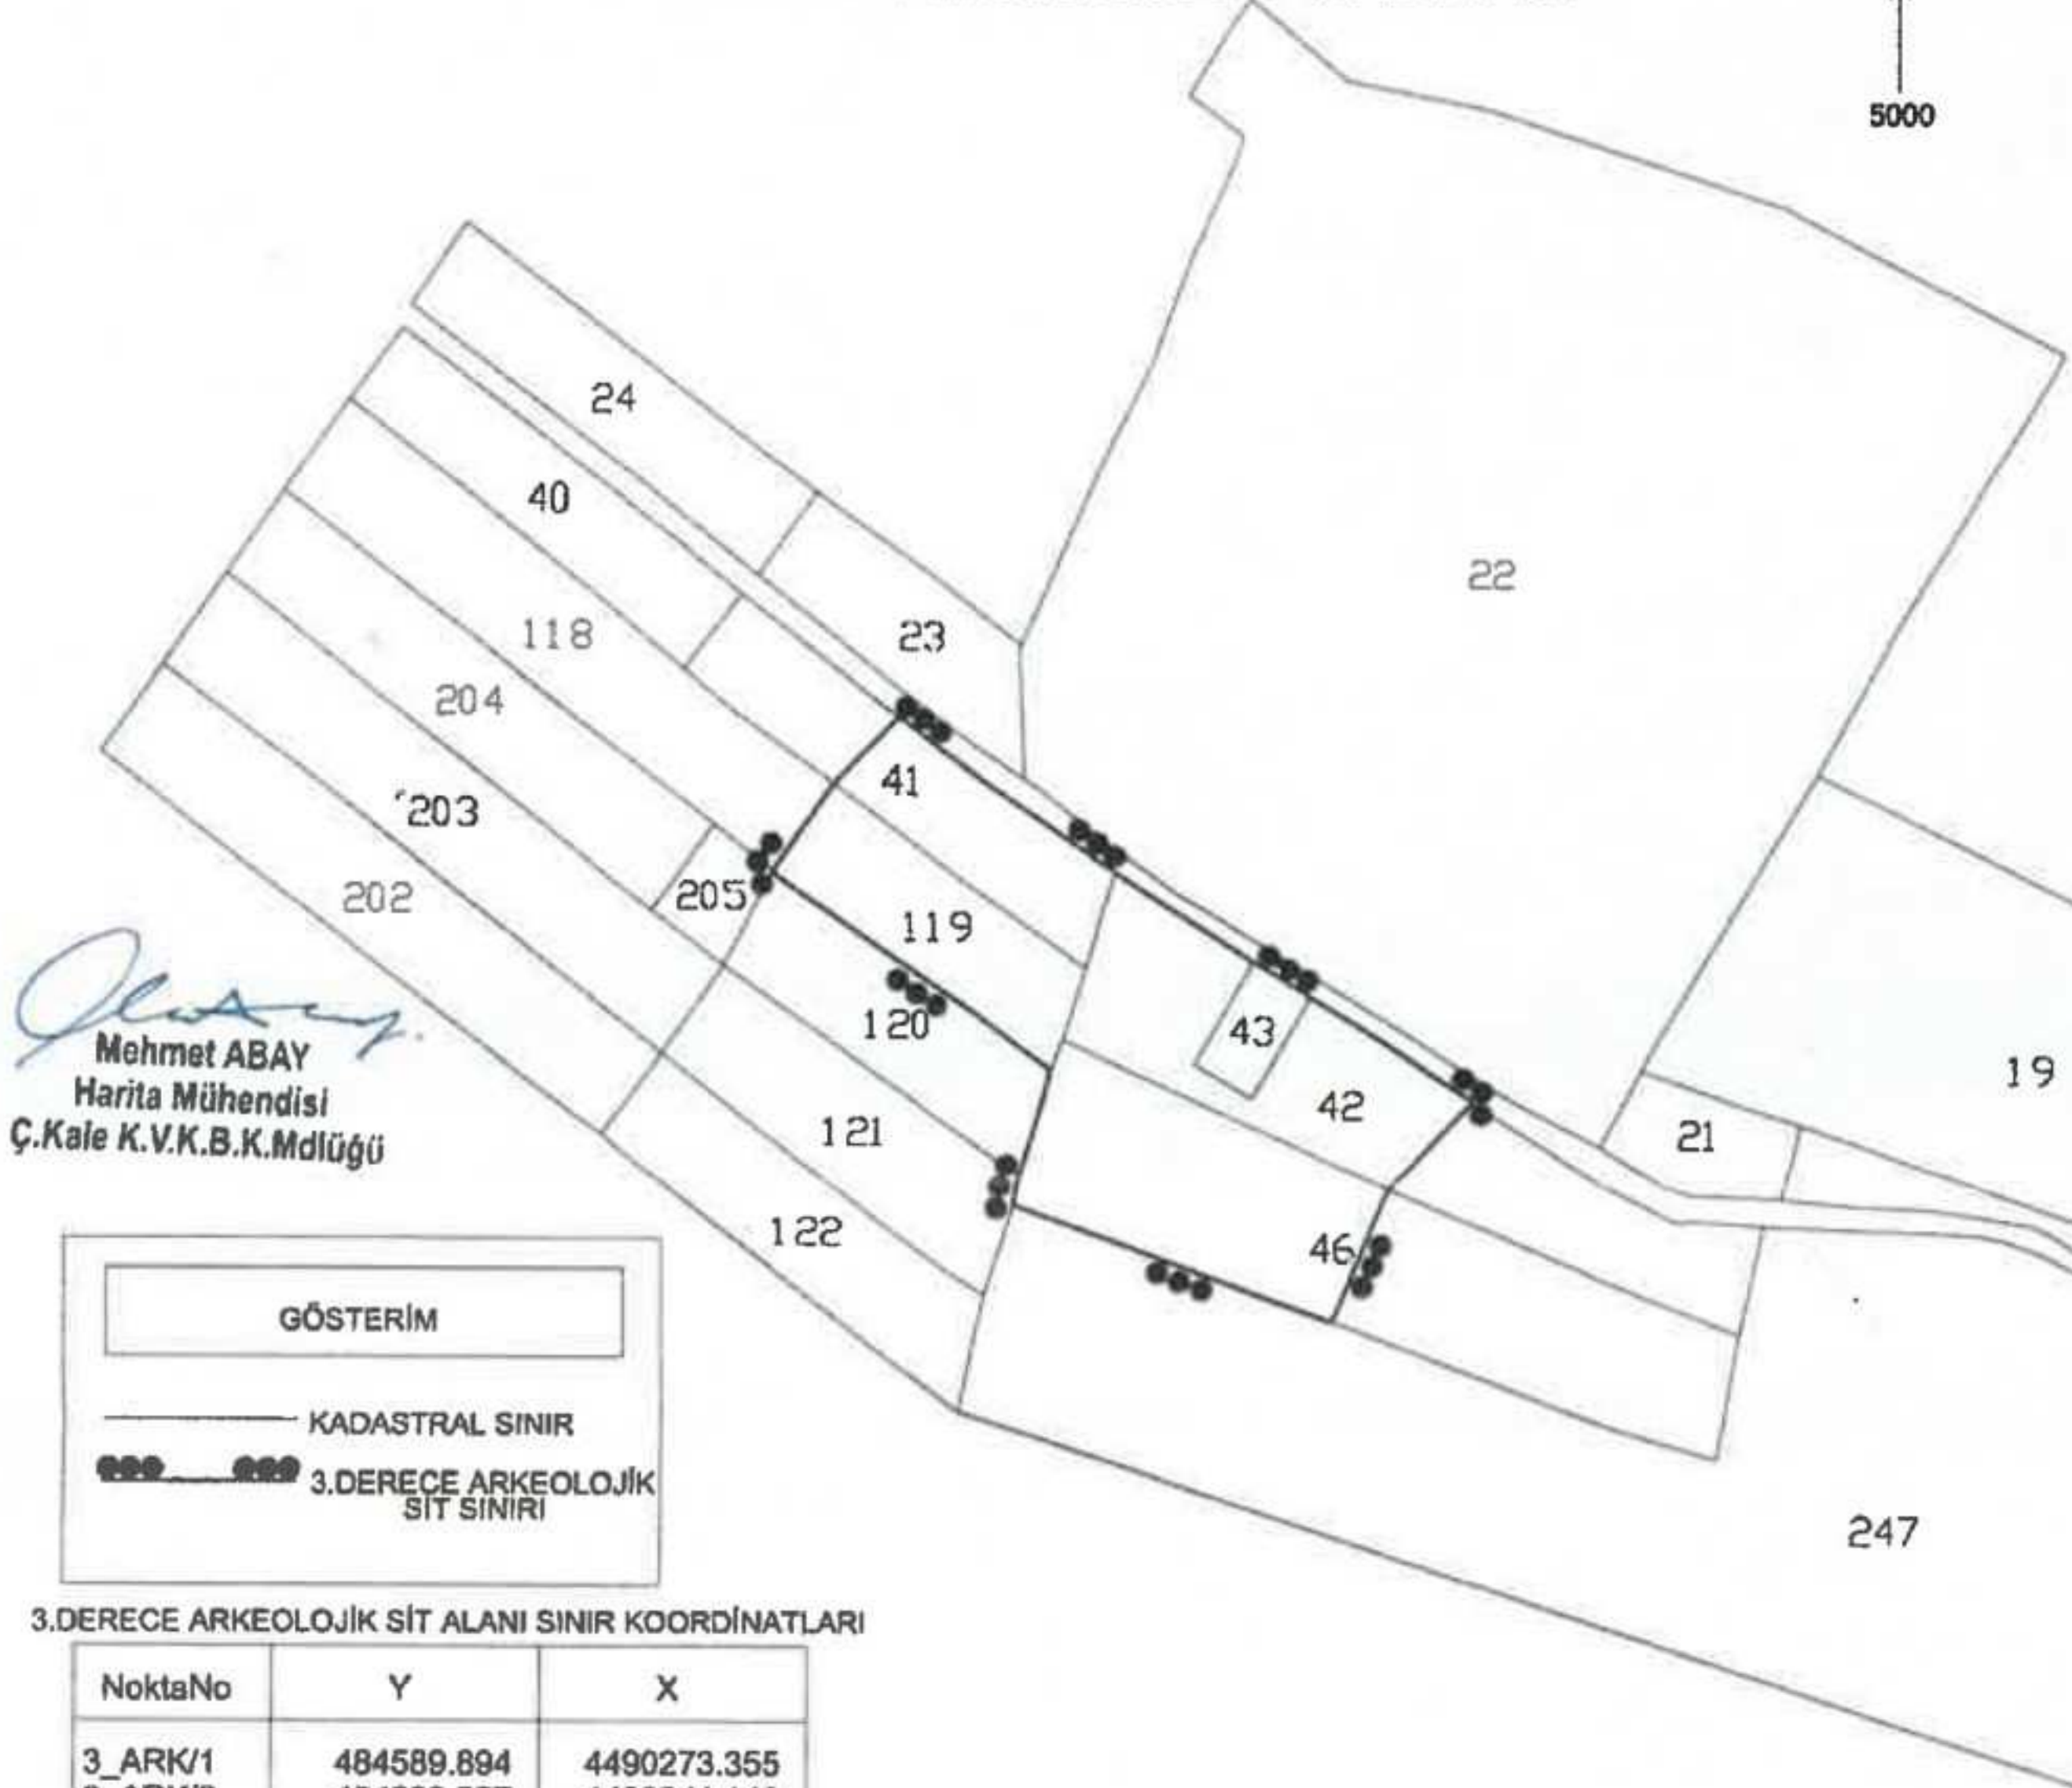 5000
24
40
22
118
23
204
41
203
205
202
119
120
43
19
42
Mehmet ABAY
Harita Mühendisi
Ç.Kale K.V.K.B.K.Mdlüğü
121
21
122
46
GÖSTERİM
KADASTRAL SINIR
3.DERECE ARKEOLOJİK
SİT SINIRI
247
3.DERECE ARKEOLOJİK SİT ALANI SINIR KOORDİNATLARI
NoktaNo Y X
3_ARK/1 484589.894 4490273.355